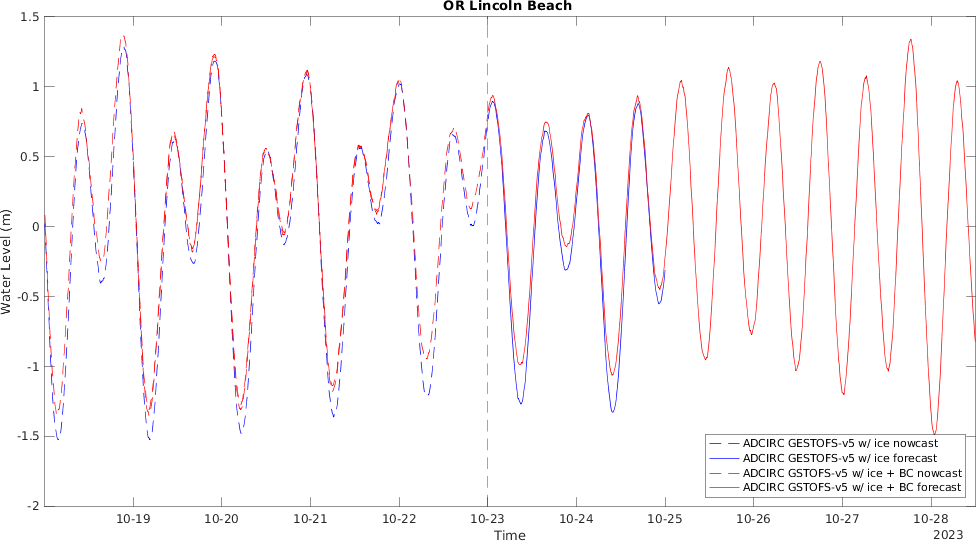 OR Lincoln Beach
1.5
1
0.5
0
-0.5
-1
-1.5
-2
Water Level (m)
ADCIRC GESTOFS-v5 w/ ice nowcast
ADCIRC GESTOFS-v5 w/ ice forecast
ADCIRC GSTOFS-v5 w/ ice + BC nowcast
ADCIRC GSTOFS-v5 w/ ice + BC forecast
10-19 10-20 10-21 10-22 10-23 10-24 10-25 10-26 10-27 10-28
Time 2023